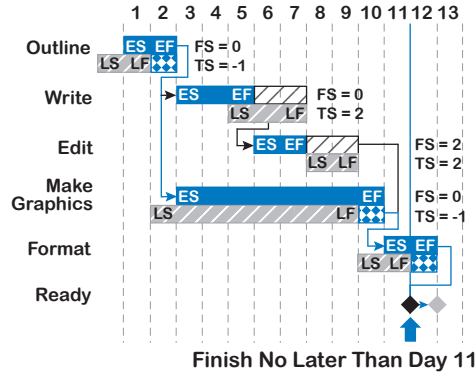 1 2 3 4 5 6 7 8 9 10 11 12 13
Outline ES EF FS = 0
LS LF TS = -1
Write ES EF FS = 0
LS LF TS = 2
Edit ES EF FS = 2
LS LF TS = 2
Make Graphics ES EF FS = 0
LS LF TS = -1
Format ES EF
LS LF
Ready
Finish No Later Than Day 11